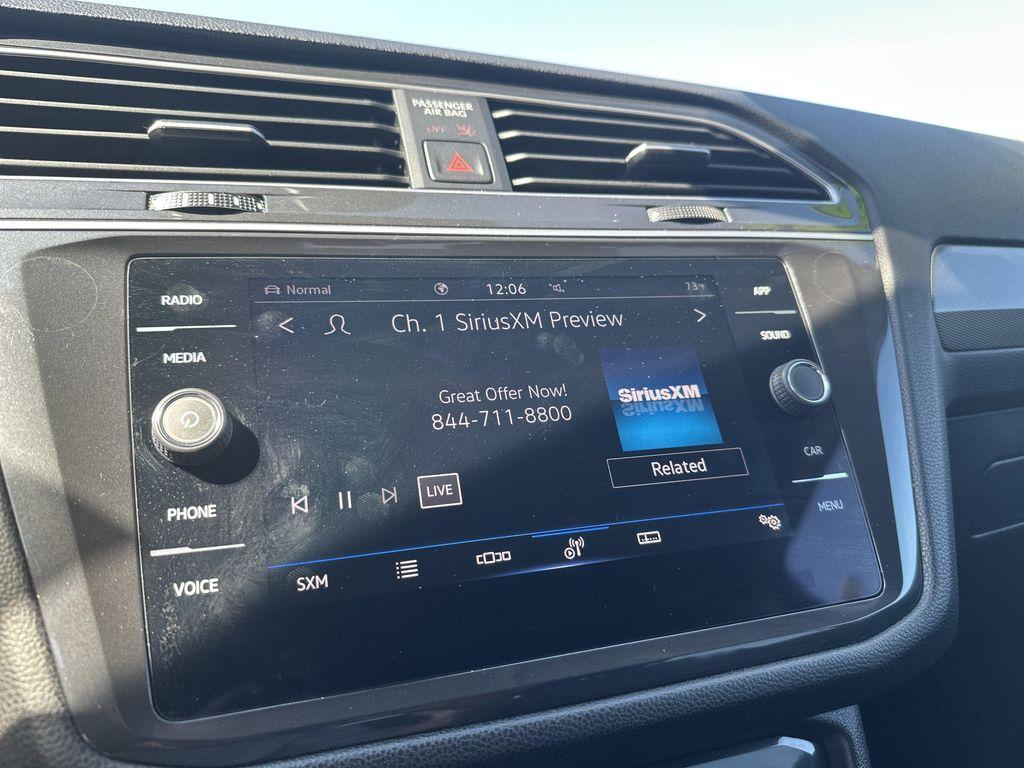 PASSENGER
AIR BAG
OFF
RADIO
MEDIA
PHONE
VOICE
Normal
12:06
Ch. 1 SiriusXM Preview
Great Offer Now!
844-711-8800
SiriusXM
Related
LIVE
SXM
APP
SOUND
CAR
MENU